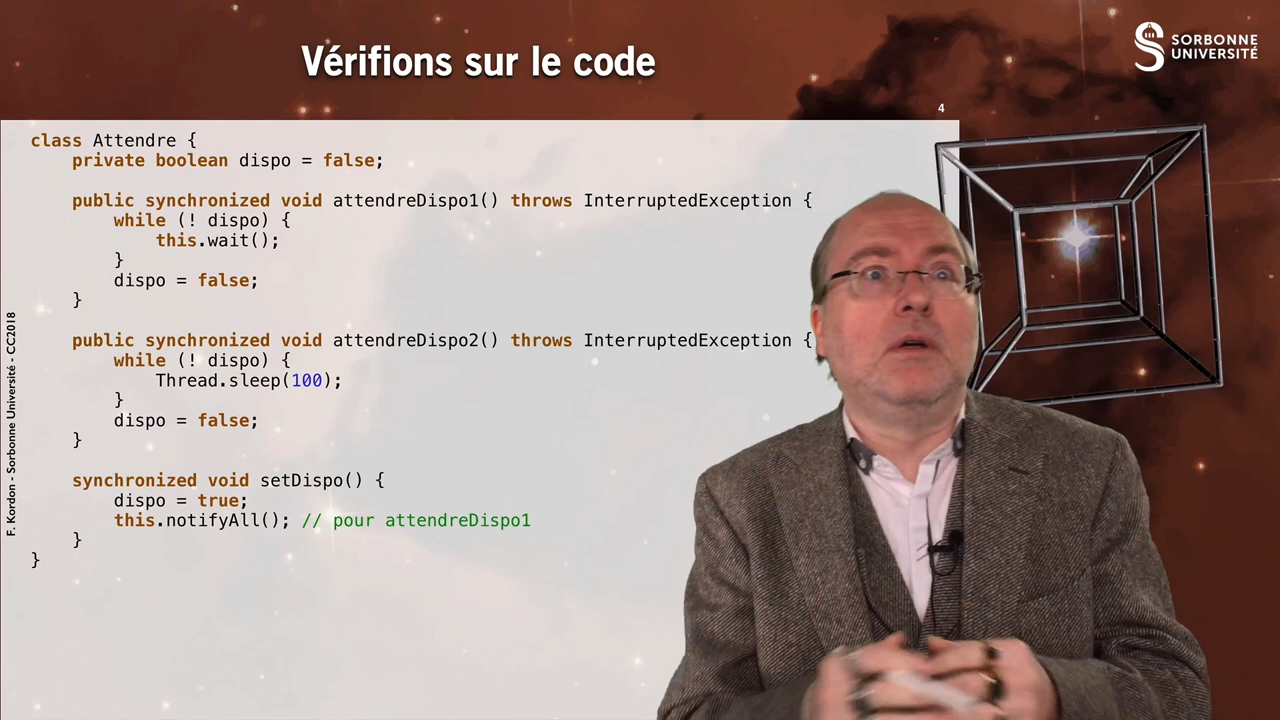 Vérifions sur le code
SORBONNE
UNIVERSITÉ
4
class Attendre {
    private boolean dispo = false;

    public synchronized void attendreDispo1() throws InterruptedException {
        while (! dispo) {
            this.wait();
        }
        dispo = false;
    }

    public synchronized void attendreDispo2() throws InterruptedException {
        while (! dispo) {
            Thread.sleep(100);
        }
        dispo = false;
    }

    synchronized void setDispo() {
        dispo = true;
        this.notifyAll(); // pour attendreDispo1
    }
}
F. Kordon - Sorbonne Université - CC2018